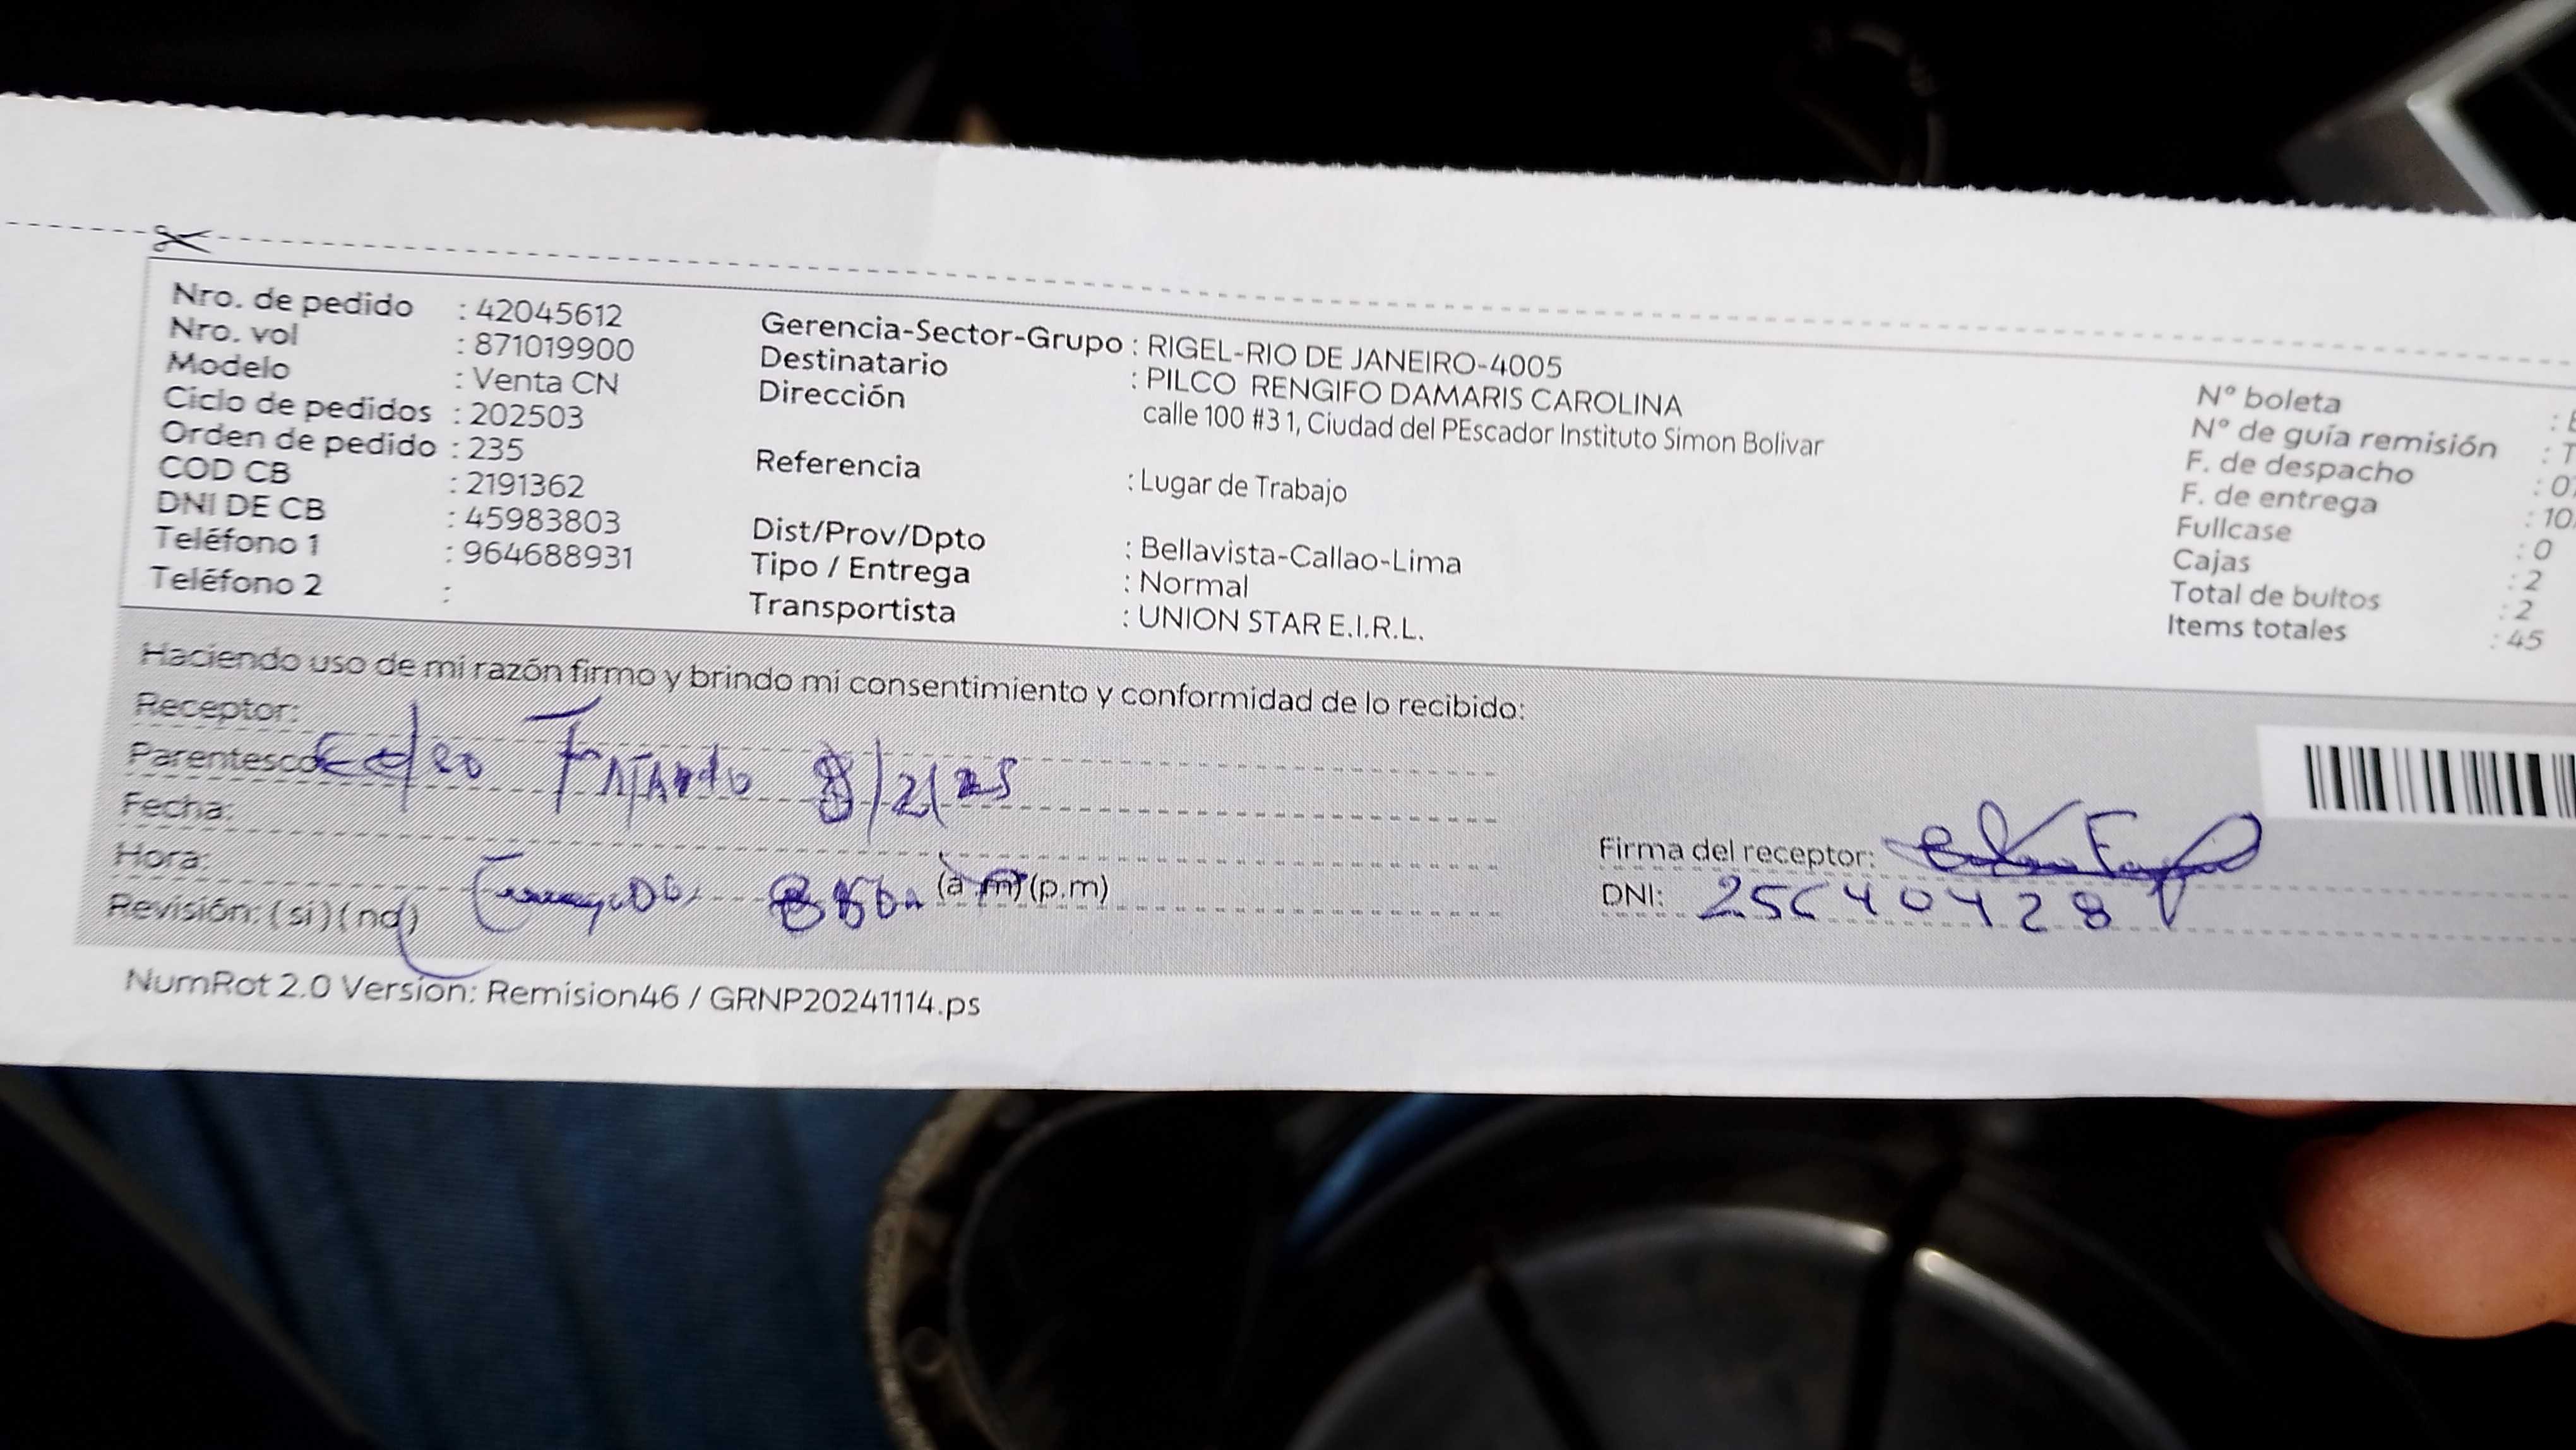 Nro. de pedido : 42045612
Nro. vol : 871019900
Modelo : Venta CN
Ciclo de pedidos : 202503
Orden de pedido : 235
COD CB : 2191362
DNI DE CB : 45983803
Teléfono 1 : 964688931
Teléfono 2 :
Gerencia-Sector-Grupo : RIGEL-RIO DE JANEIRO-4005
Destinatario : PILCO RENGIFO DAMARIS CAROLINA
Dirección calle 100 #3 1, Ciudad del PEscador Instituto Simon Bolivar
Referencia : Lugar de Trabajo
Dist/Prov/Dpto : Bellavista-Callao-Lima
Tipo / Entrega : Normal
Transportista : UNION STAR E.I.R.L.
N° boleta :
N° de guía remisión : T
F. de despacho : 0
F. de entrega : 10
Fullcase : 0
Cajas : 2
Total de bultos : 2
Items totales : 45
Haciendo uso de mi razón firmo y brindo mi consentimiento y conformidad de lo recibido:
Receptor:
Parentesco 8/2/25
Fecha:
Hora: (a m) (p.m)
Revisión: (si) (no)
Firma del receptor:
DNI: 25640428
NumRot 2.0 Version: Remision46 / GRNP20241114.ps